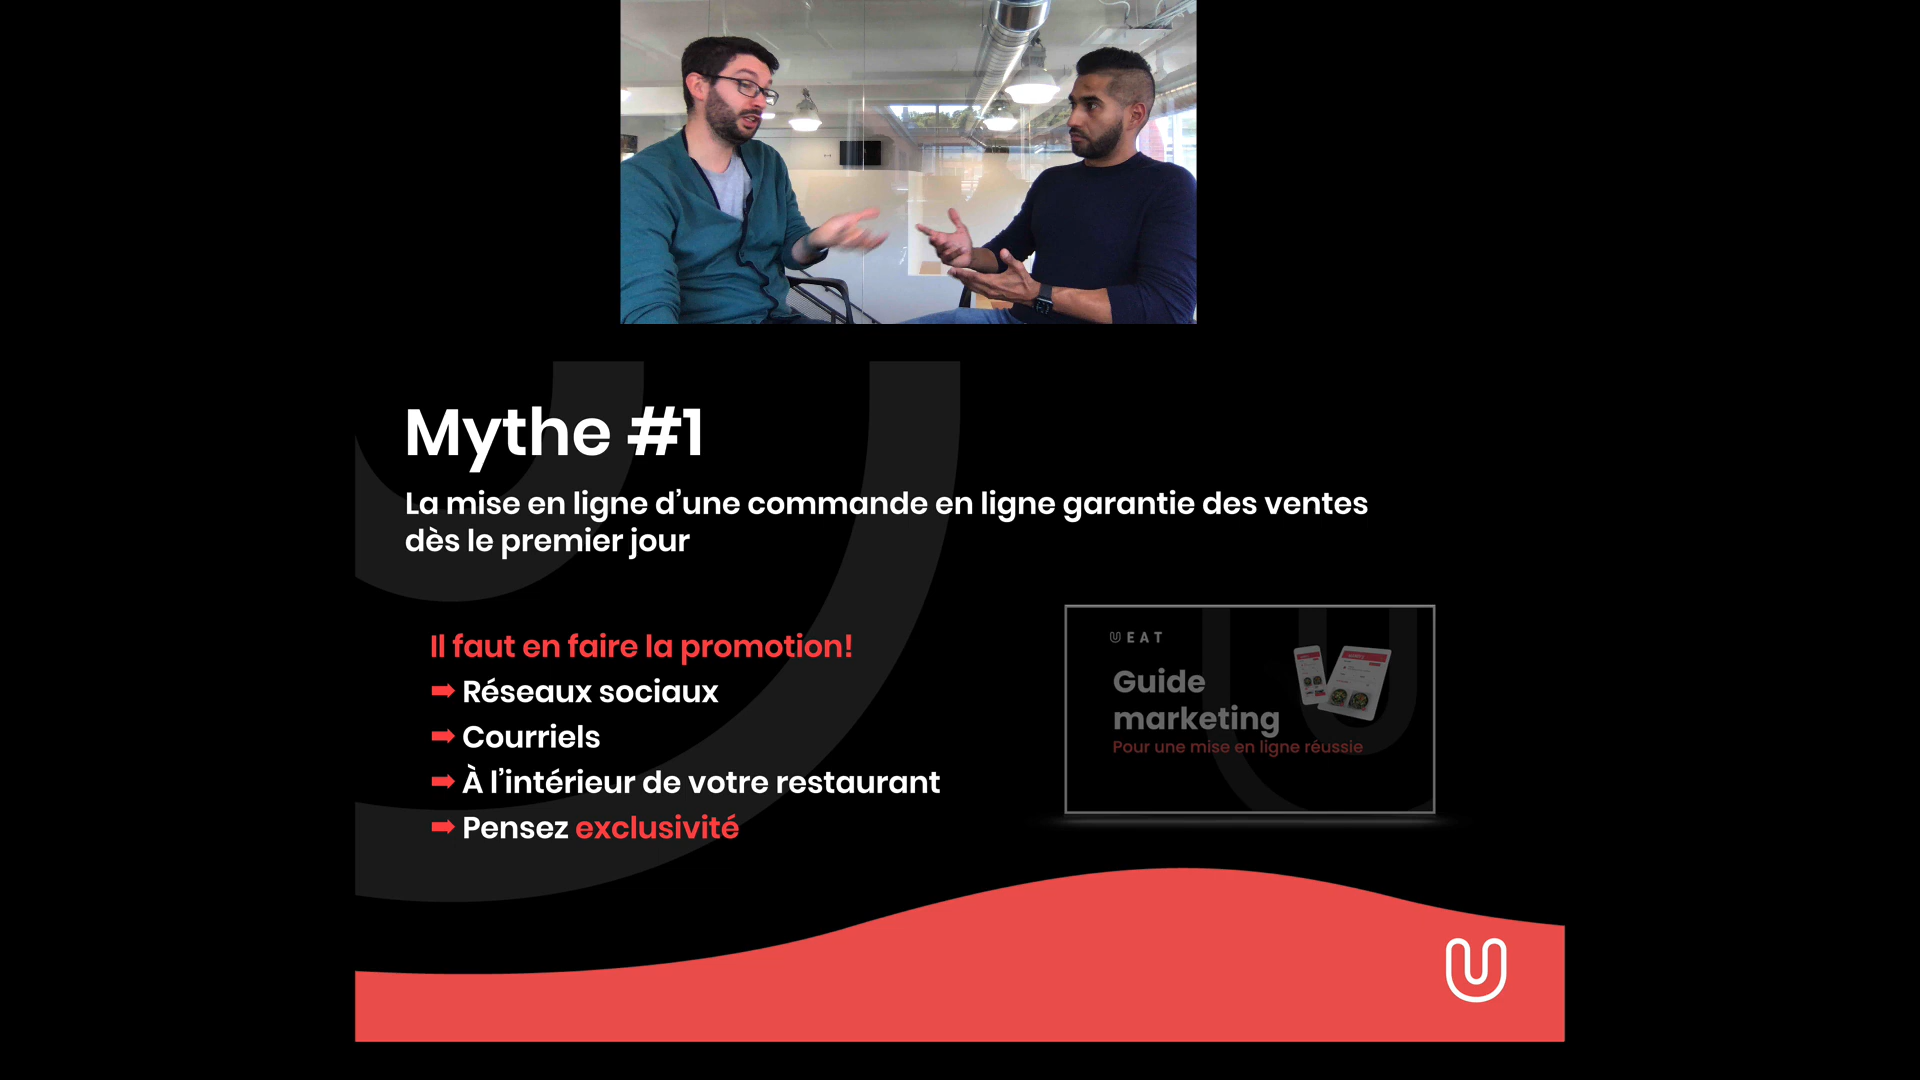 Mythe #1
La mise en ligne d’une commande en ligne garantie des ventes
dès le premier jour
Il faut en faire la promotion!
➡ Réseaux sociaux
➡ Courriels
➡ À l’intérieur de votre restaurant
➡ Pensez exclusivité
UEAT
Guide
marketing
Pour une mise en ligne réussie
U